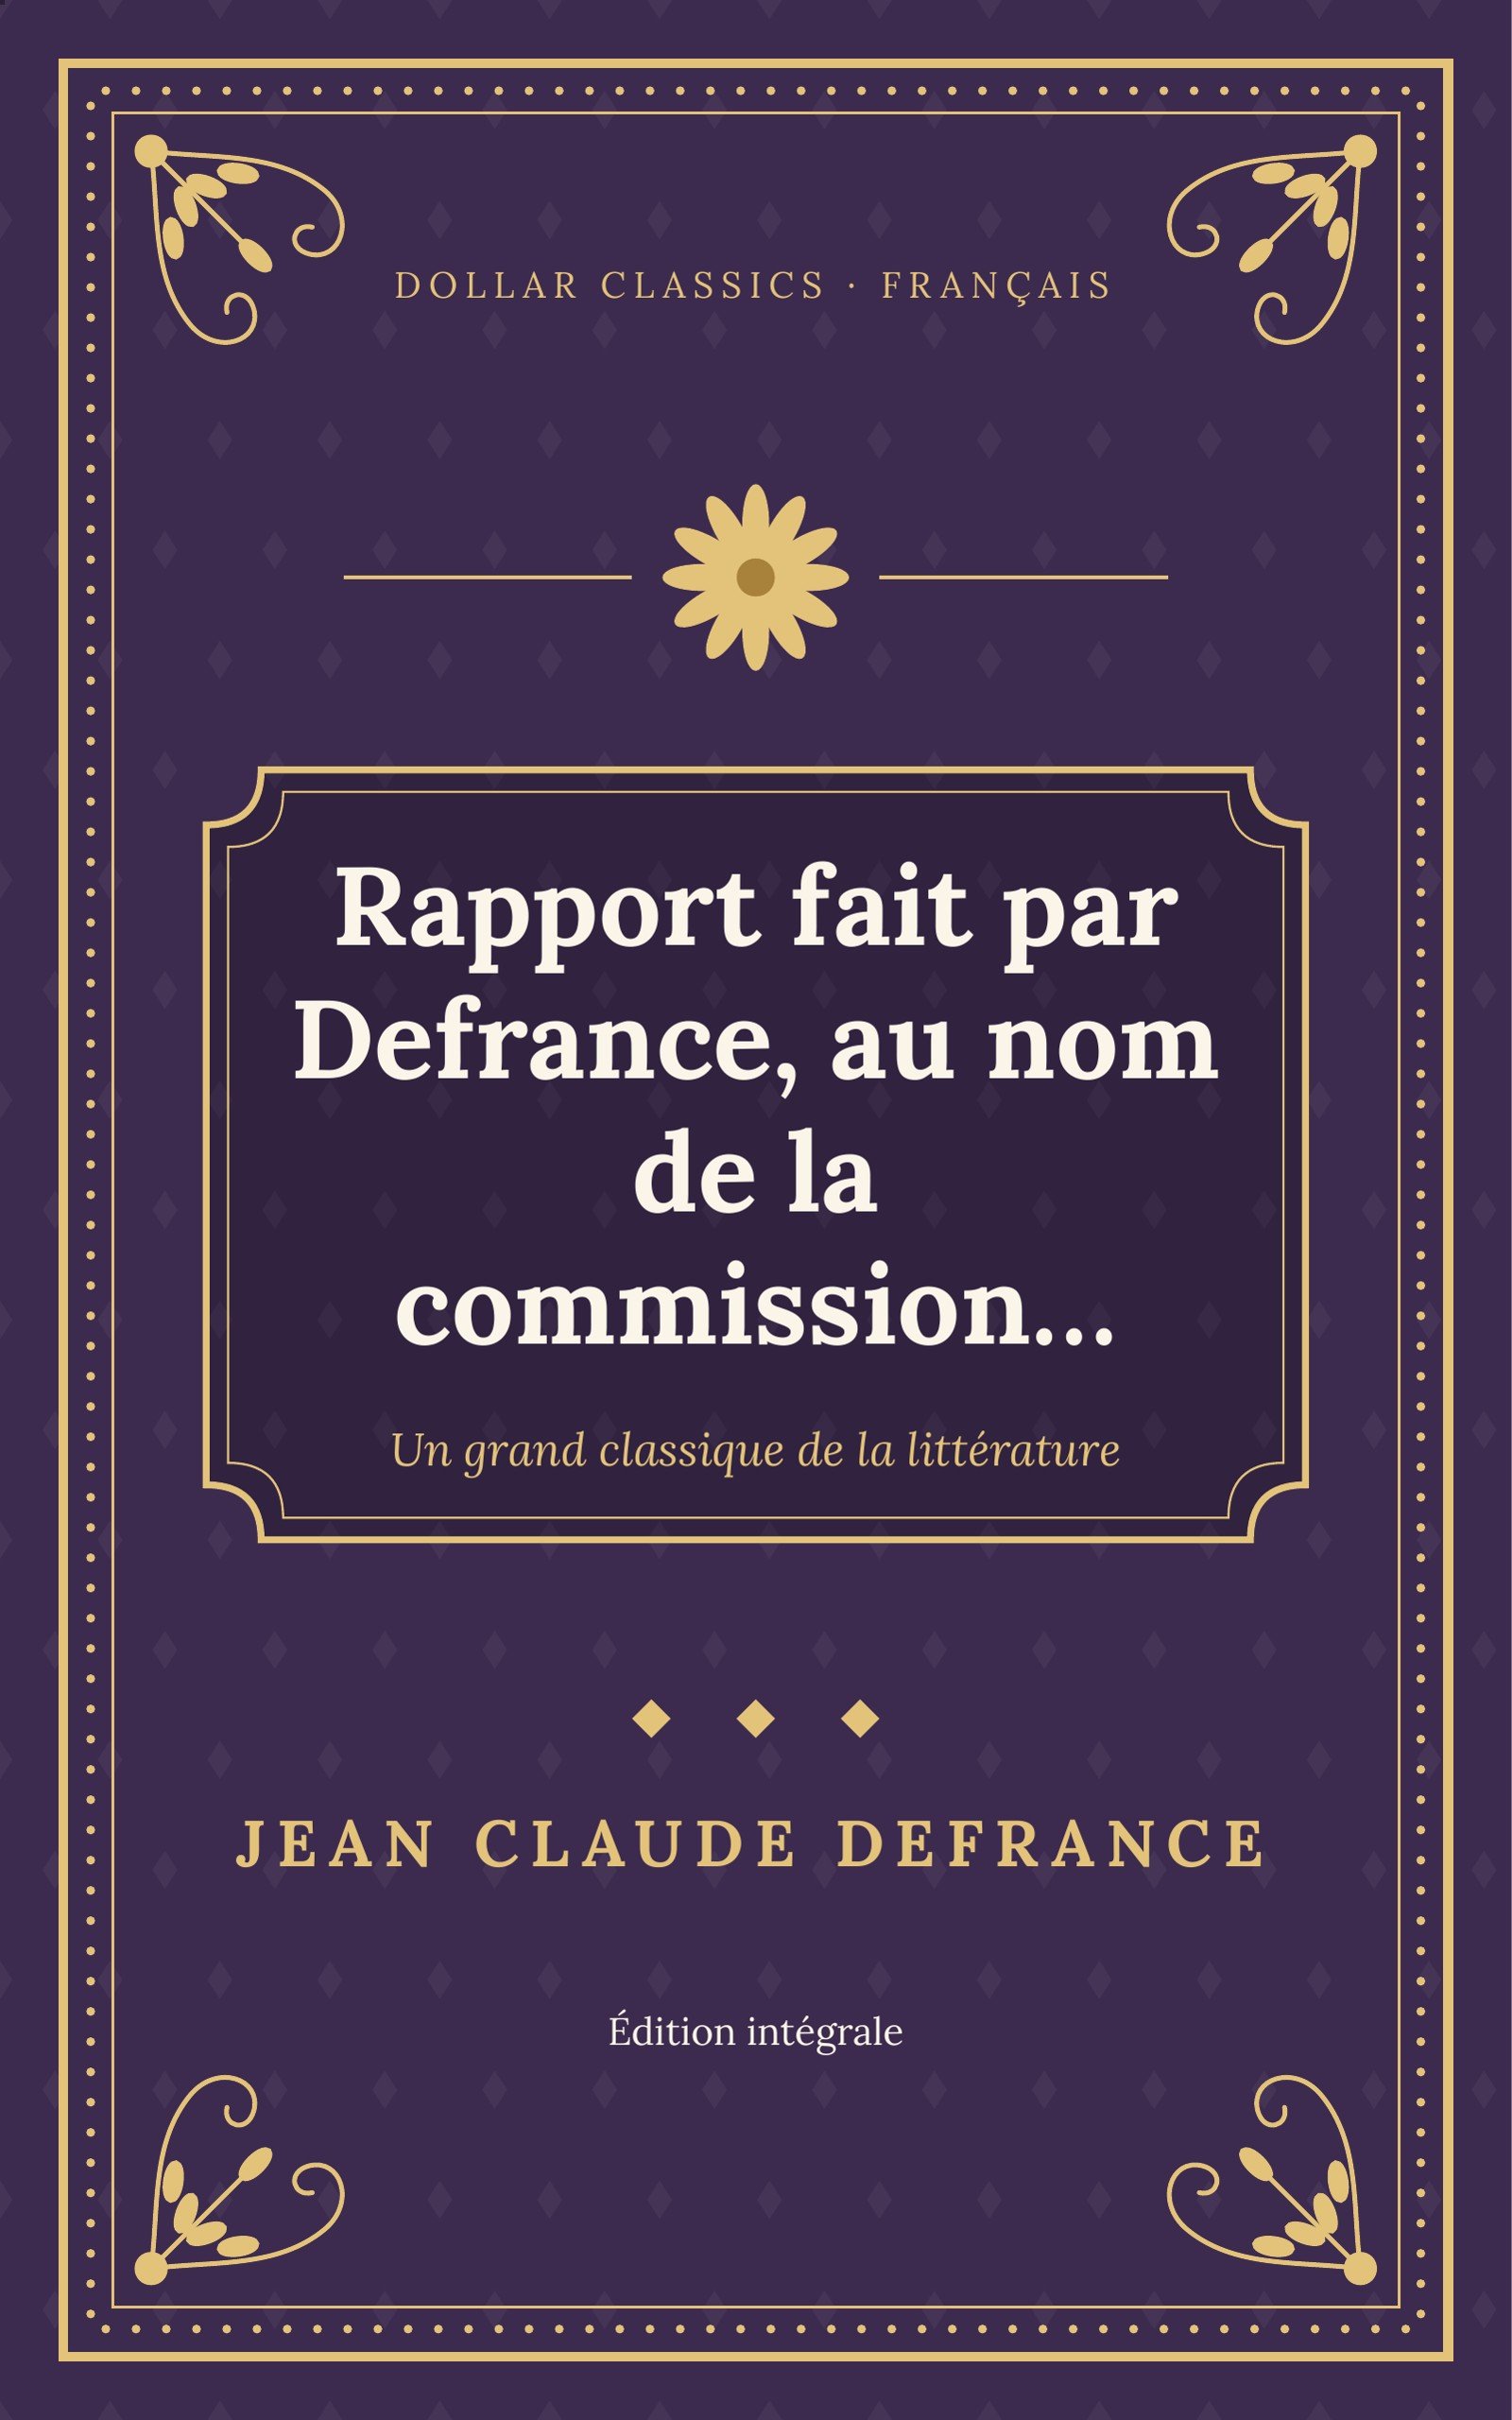 DOLLAR CLASSICS · FRANÇAIS
Rapport fait par
Defrance, au nom
de la
commission…
Un grand classique de la littérature
JEAN CLAUDE DEFRANCE
Édition intégrale